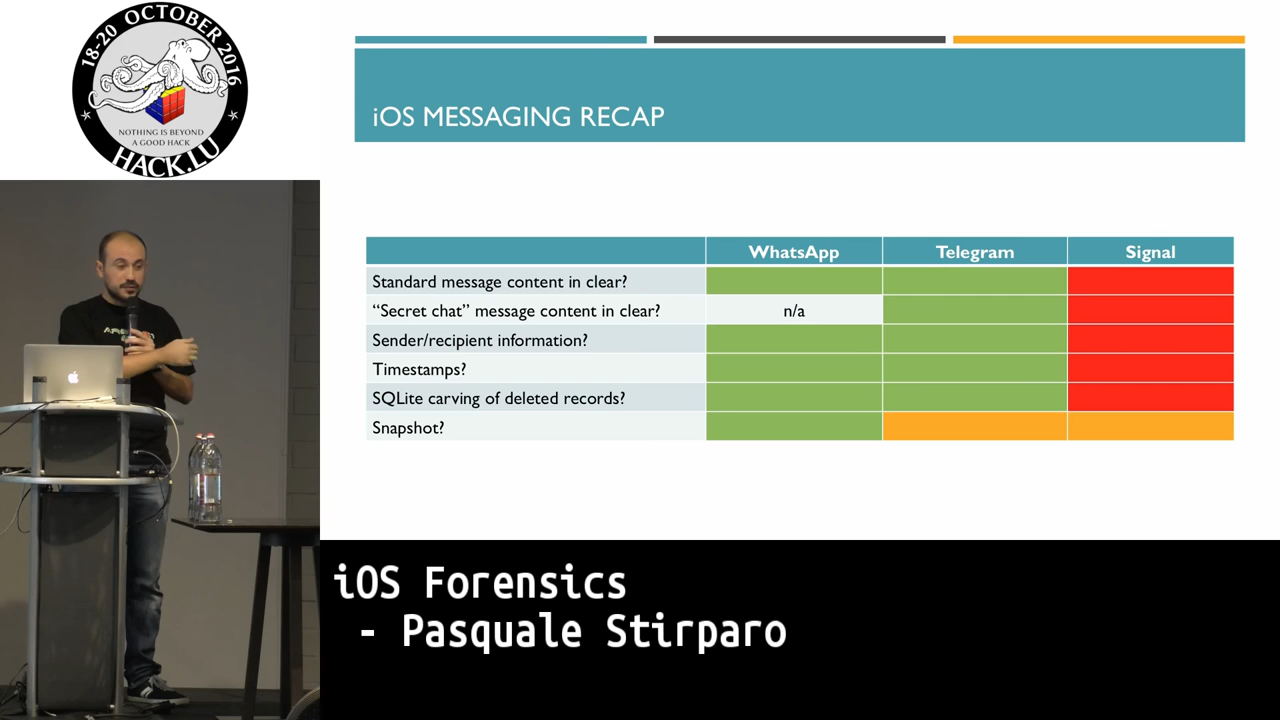 18-20 OCTOBER 2016
NOTHING IS BEYOND
A GOOD HACK
HACK.LU
iOS MESSAGING RECAP
WhatsApp Telegram Signal
Standard message content in clear?
“Secret chat” message content in clear? n/a
Sender/recipient information?
Timestamps?
SQLite carving of deleted records?
Snapshot?
iOS Forensics
- Pasquale Stirparo